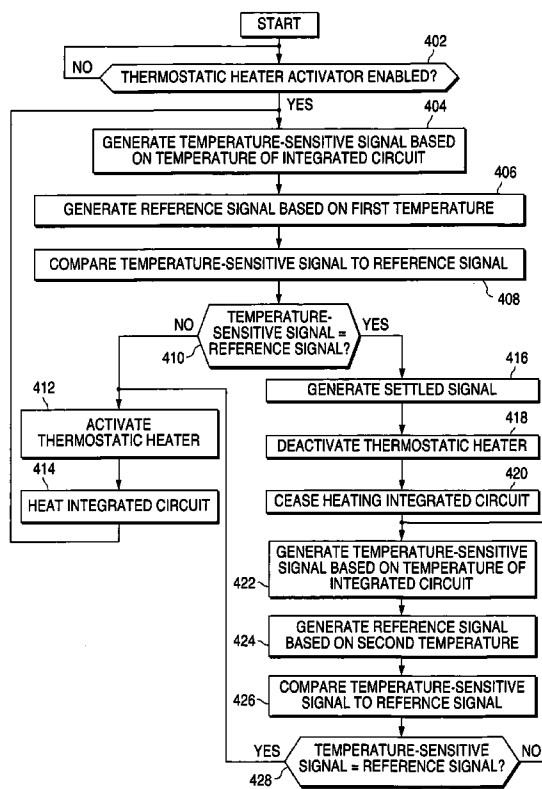 START
402
NO
THERMOSTATIC HEATER ACTIVATOR ENABLED?
YES
404
GENERATE TEMPERATURE-SENSITIVE SIGNAL BASED
ON TEMPERATURE OF INTEGRATED CIRCUIT
406
GENERATE REFERENCE SIGNAL BASED ON FIRST TEMPERATURE
COMPARE TEMPERATURE-SENSITIVE SIGNAL TO REFERENCE SIGNAL
408
NO
TEMPERATURE-
SENSITIVE SIGNAL =
REFERENCE SIGNAL?
YES
410
416
GENERATE SETTLED SIGNAL
412
ACTIVATE
THERMOSTATIC HEATER
418
DEACTIVATE THERMOSTATIC HEATER
414
HEAT INTEGRATED CIRCUIT
420
CEASE HEATING INTEGRATED CIRCUIT
GENERATE TEMPERATURE-SENSITIVE
SIGNAL BASED ON TEMPERATURE OF
INTEGRATED CIRCUIT
422
GENERATE REFERENCE SIGNAL
BASED ON SECOND TEMPERATURE
424
COMPARE TEMPERATURE-SENSITIVE
SIGNAL TO REFERNCE SIGNAL
426
YES
TEMPERATURE-SENSITIVE
SIGNAL = REFERENCE SIGNAL?
NO
428